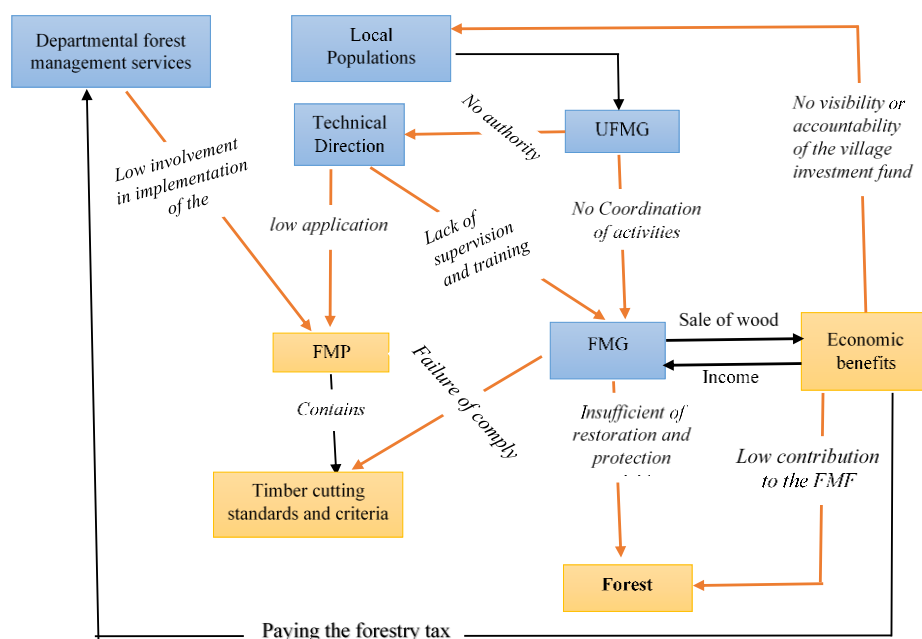 Departmental forest
management services
Local
Populations
No visibility or
accountability
of the village
investment fund
Technical
Direction
No authority
UFMG
Low involvement
in implementation
of the
low application
Lack of
supervision
and training
No Coordination
of activities
FMP
FMG
Sale of wood
Income
Economic
benefits
Contains
Failure of comply
Insufficient of
restoration and
protection
Low contribution
to the FMF
Timber cutting
standards and criteria
Forest
Paying the forestry tax